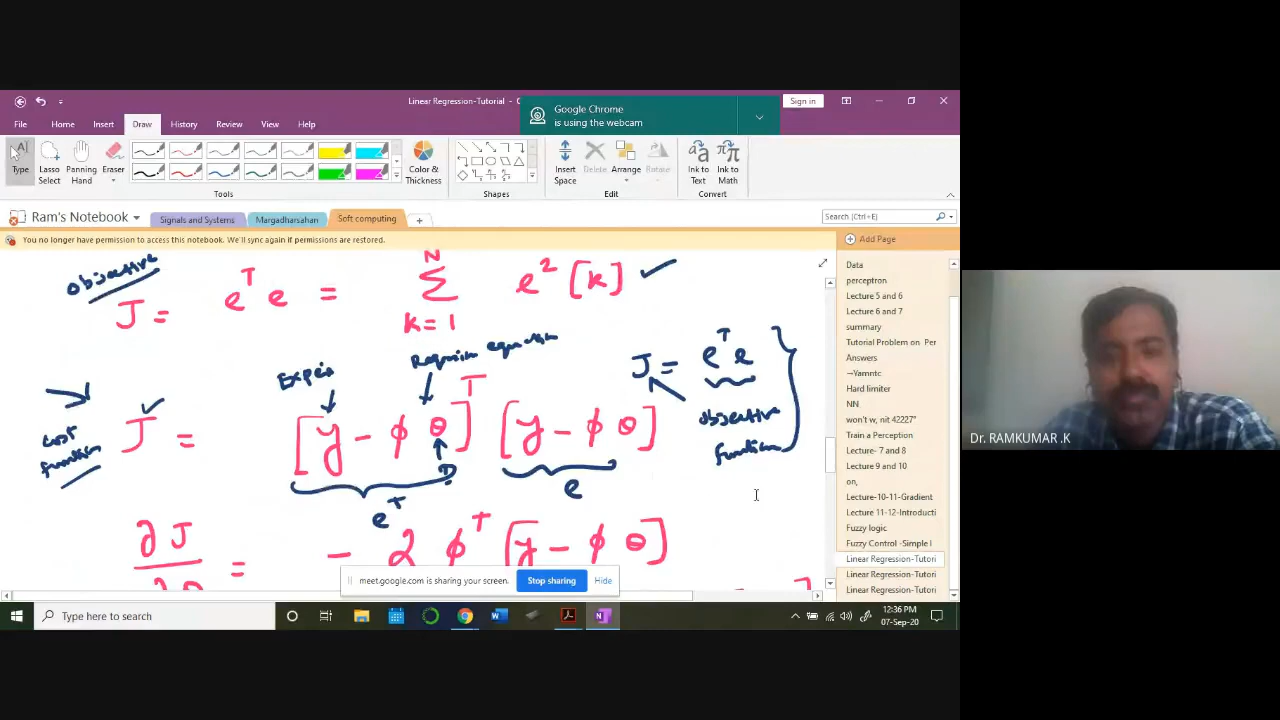 Linear Regression-Tutorial - O
Google Chrome
is using the webcam
Sign in
File Home Insert Draw History Review View Help
Type Lasso Select Panning Hand Eraser Color & Thickness Insert Space Delete Arrange Rotate Ink to Text Ink to Math
Tools Shapes Edit Convert
Ram's Notebook Signals and Systems Margadharsahan Soft computing + Search (Ctrl+E)
You no longer have permission to access this notebook. We'll sync again if permissions are restored.
Add Page
Data
perceptron
Lecture 5 and 6
Lecture 6 and 7
summary
Tutorial Problem on Per
Answers
→Yamntc
Hard limiter
NN
won't w, nit 42227"
Train a Perception
Lecture- 7 and 8
Lecture 9 and 10
on,
Lecture-10-11-Gradient
Lecture 11-12-Introducti
Fuzzy logic
Fuzzy Control -Simple I
Linear Regression-Tutori
Linear Regression-Tutori
Linear Regression-Tutori
objective
J = e^T e = Σ_{k=1}^{N} e² [k] ✓
Regression equation
J = e^T e
objective
function
cost
function
J = [y - φ θ]^T [y - φ θ]
?
e^T e
∂J = - 2 φ^T [y - φ θ]
meet.google.com is sharing your screen. Stop sharing Hide
Dr. RAMKUMAR .K
Type here to search
12:36 PM
07-Sep-20